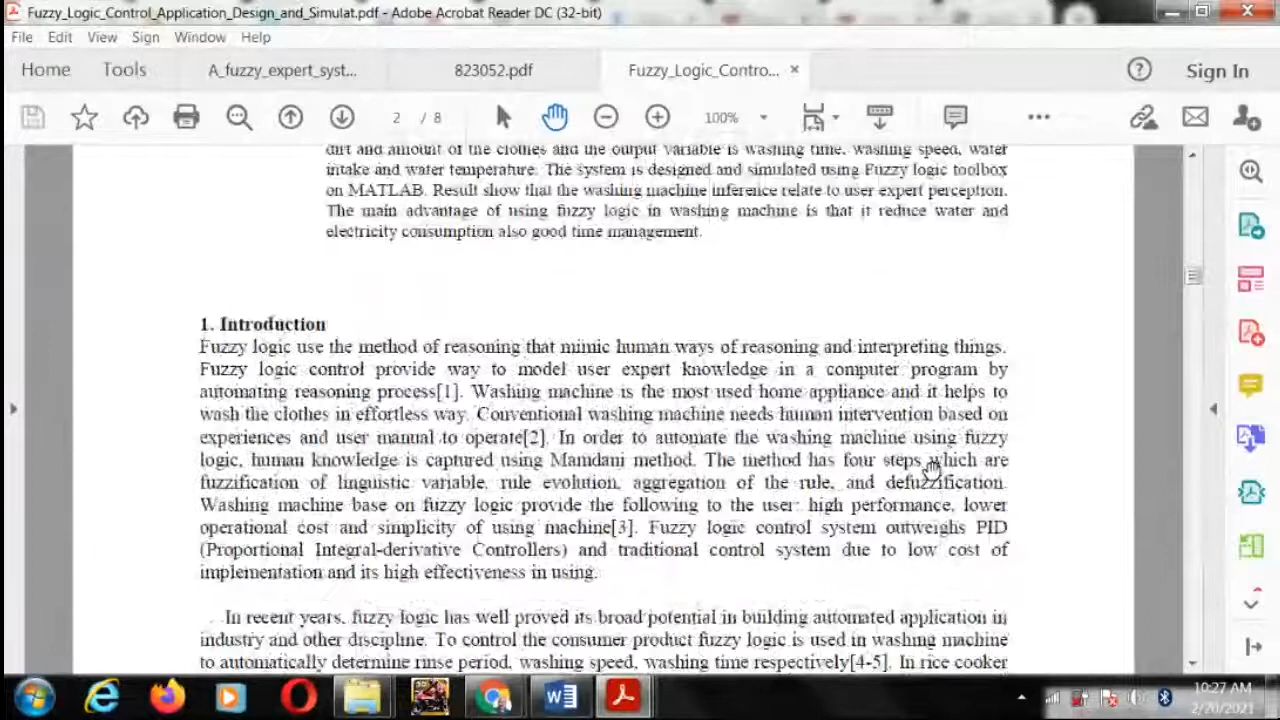 Fuzzy_Logic_Control_Application_Design_and_Simulat.pdf - Adobe Acrobat Reader DC (32-bit)
File Edit View Sign Window Help
Home Tools A_fuzzy_expert_syst... 823052.pdf Fuzzy_Logic_Contro... × ? Sign In
2 / 8 100%
dirt and amount of the clothes and the output variable is washing time, washing speed, water
intake and water temperature. The system is designed and simulated using Fuzzy logic toolbox
on MATLAB. Result show that the washing machine inference relate to user expert perception.
The main advantage of using fuzzy logic in washing machine is that it reduce water and
electricity consumption also good time management.
1. Introduction
Fuzzy logic use the method of reasoning that mimic human ways of reasoning and interpreting things.
Fuzzy logic control provide way to model user expert knowledge in a computer program by
automating reasoning process[1]. Washing machine is the most used home appliance and it helps to
wash the clothes in effortless way. Conventional washing machine needs human intervention based on
experiences and user manual to operate[2]. In order to automate the washing machine using fuzzy
logic, human knowledge is captured using Mamdani method. The method has four steps which are
fuzzification of linguistic variable, rule evolution, aggregation of the rule, and defuzzification.
Washing machine base on fuzzy logic provide the following to the user: high performance, lower
operational cost and simplicity of using machine[3]. Fuzzy logic control system outweighs PID
(Proportional Integral-derivative Controllers) and traditional control system due to low cost of
implementation and its high effectiveness in using.
In recent years, fuzzy logic has well proved its broad potential in building automated application in
industry and other discipline. To control the consumer product fuzzy logic is used in washing machine
to automatically determine rinse period, washing speed, washing time respectively[4-5]. In rice cooker
10:27 AM
2/20/2021